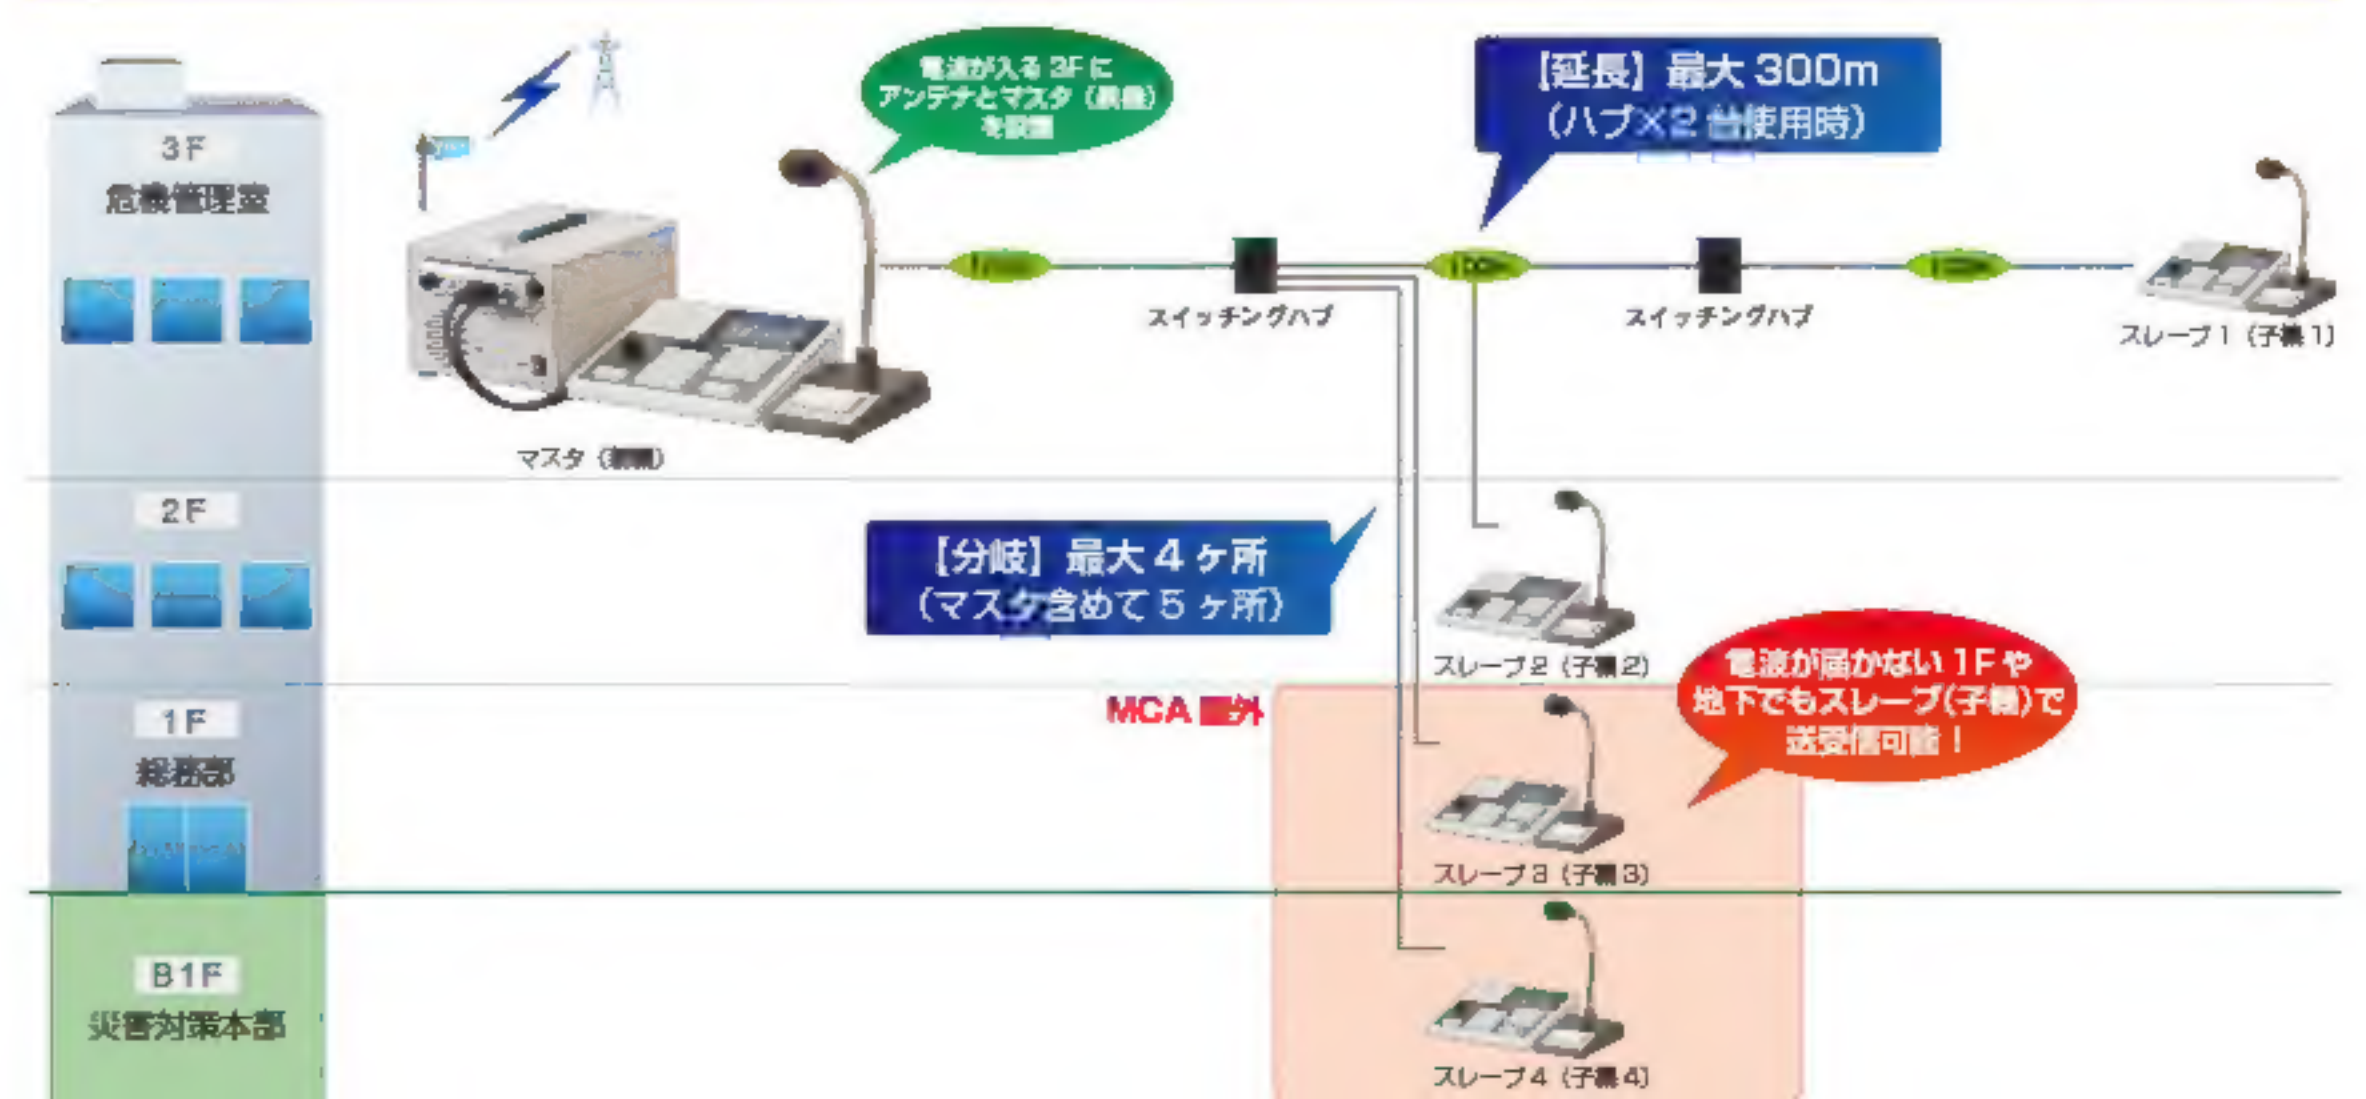 電波が入る3Fに
アンテナとマスタ（親機）
を設置
【延長】最大300m
（ハブ×2台使用時）
3F
危機管理室
100m
100m
100m
スイッチングハブ
スイッチングハブ
スレーブ1（子機1）
マスタ（親機）
2F
【分岐】最大4ヶ所
（マスタ含めて5ヶ所）
スレーブ2（子機2）
電波が届かない1Fや
地下でもスレーブ(子機)で
送受信可能！
MCA圏外
1F
総務部
スレーブ3（子機3）
B1F
災害対策本部
スレーブ4（子機4）